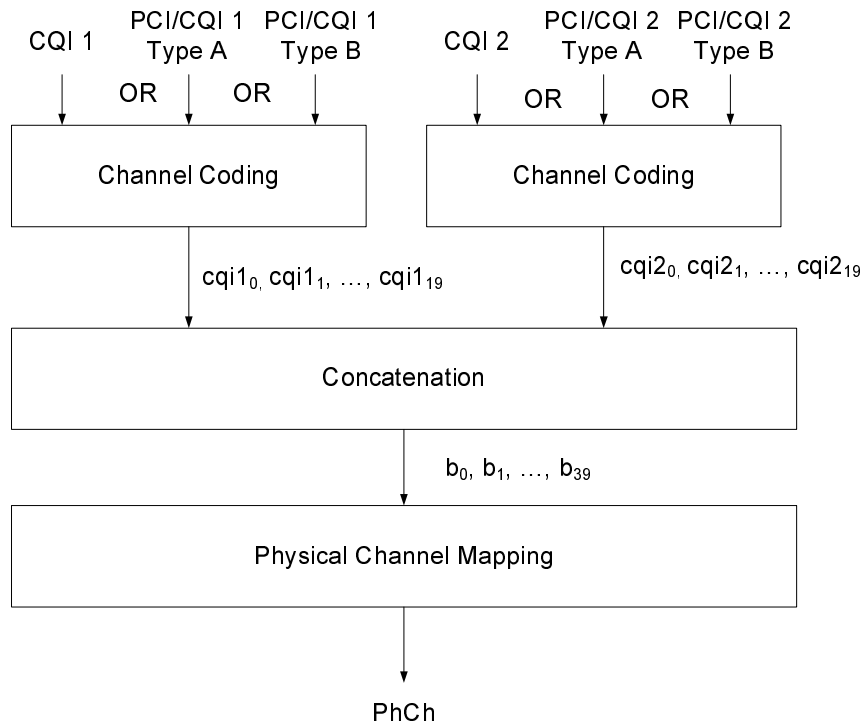 CQI 1
PCI/CQI 1
Type A
PCI/CQI 1
Type B
OR
OR
CQI 2
PCI/CQI 2
Type A
PCI/CQI 2
Type B
OR
OR
Channel Coding
Channel Coding
cqi1₀, cqi1₁, …, cqi1₁₉
cqi2₀, cqi2₁, …, cqi2₁₉
Concatenation
b₀, b₁, …, b₃₉
Physical Channel Mapping
PhCh